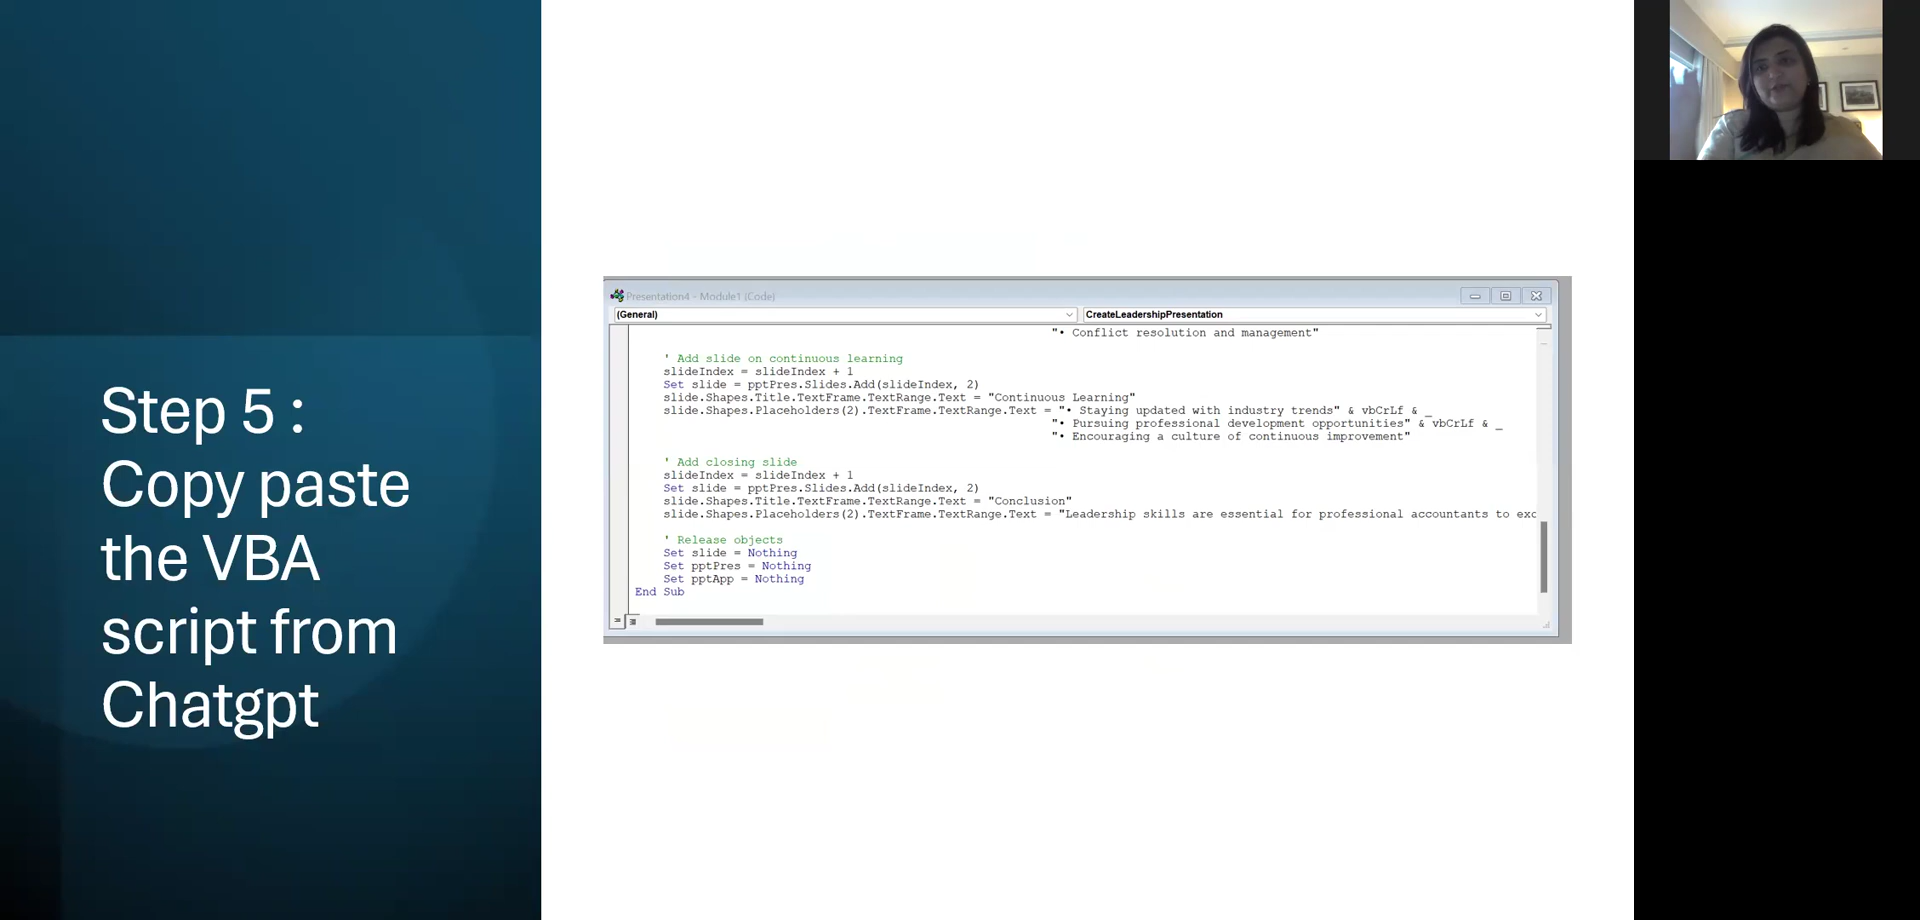 Step 5 :
Copy paste
the VBA
script from
Chatgpt
Presentation4 - Module1 (Code)
(General)
CreateLeadershipPresentation
"• Conflict resolution and management"
' Add slide on continuous learning
slideIndex = slideIndex + 1
Set slide = pptPres.Slides.Add(slideIndex, 2)
slide.Shapes.Title.TextFrame.TextRange.Text = "Continuous Learning"
slide.Shapes.Placeholders(2).TextFrame.TextRange.Text = "• Staying updated with industry trends" & vbCrLf & _
"• Pursuing professional development opportunities" & vbCrLf & _
"• Encouraging a culture of continuous improvement"
' Add closing slide
slideIndex = slideIndex + 1
Set slide = pptPres.Slides.Add(slideIndex, 2)
slide.Shapes.Title.TextFrame.TextRange.Text = "Conclusion"
slide.Shapes.Placeholders(2).TextFrame.TextRange.Text = "Leadership skills are essential for professional accountants to exc
' Release objects
Set slide = Nothing
Set pptPres = Nothing
Set pptApp = Nothing
End Sub